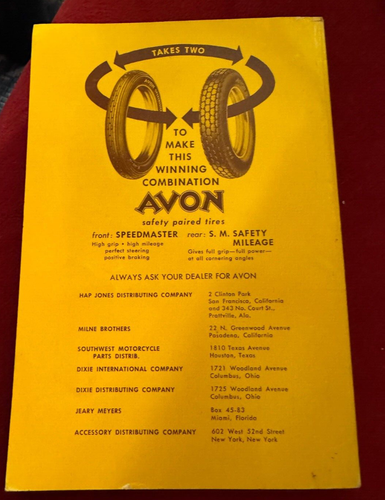 TAKES TWO
TO
MAKE
THIS
WINNING
COMBINATION
AVON
safety paired tires
front: SPEEDMASTER rear: S. M. SAFETY
MILEAGE
High grip + high mileage
perfect steering
positive braking
Gives full grip—full power—
at all cornering angles
ALWAYS ASK YOUR DEALER FOR AVON
HAP JONES DISTRIBUTING COMPANY 2 Clinton Park
San Francisco, California
and 343 No. Court St.,
Prattville, Ala.
MILNE BROTHERS 22 N. Greenwood Avenue
Pasadena, California
SOUTHWEST MOTORCYCLE 1810 Texas Avenue
PARTS DISTRIB. Houston, Texas
DIXIE INTERNATIONAL COMPANY 1721 Woodland Avenue
Columbus, Ohio
DIXIE DISTRIBUTING COMPANY 1725 Woodland Avenue
Columbus, Ohio
JEARY MEYERS Box 45-83
Miami, Florida
ACCESSORY DISTRIBUTING COMPANY 602 West 52nd Street
New York, New York